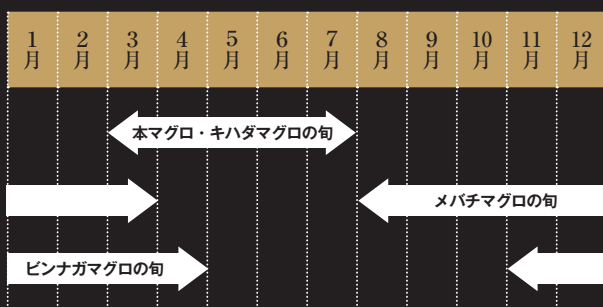 1月 2月 3月 4月 5月 6月 7月 8月 9月 10月 11月 12月
本マグロ・キハダマグロの旬
メバチマグロの旬
ビンナガマグロの旬